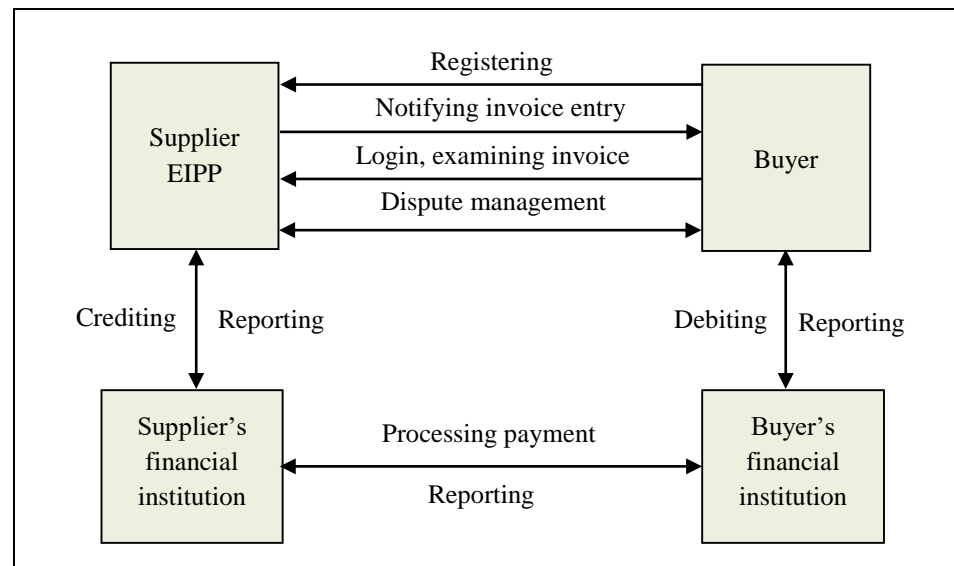 Registering
Notifying invoice entry
Supplier
EIPP
Login, examining invoice
Buyer
Dispute management
Crediting
Reporting
Debiting
Reporting
Supplier’s
financial
institution
Processing payment
Reporting
Buyer’s
financial
institution